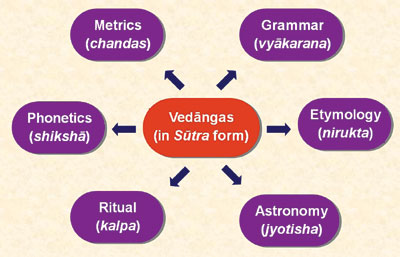 Metrics
(chandas)
Grammar
(vyākarana)
Phonetics
(shikshā)
Vedāngas
(in Sūtra form)
Etymology
(nirukta)
Ritual
(kalpa)
Astronomy
(jyotisha)